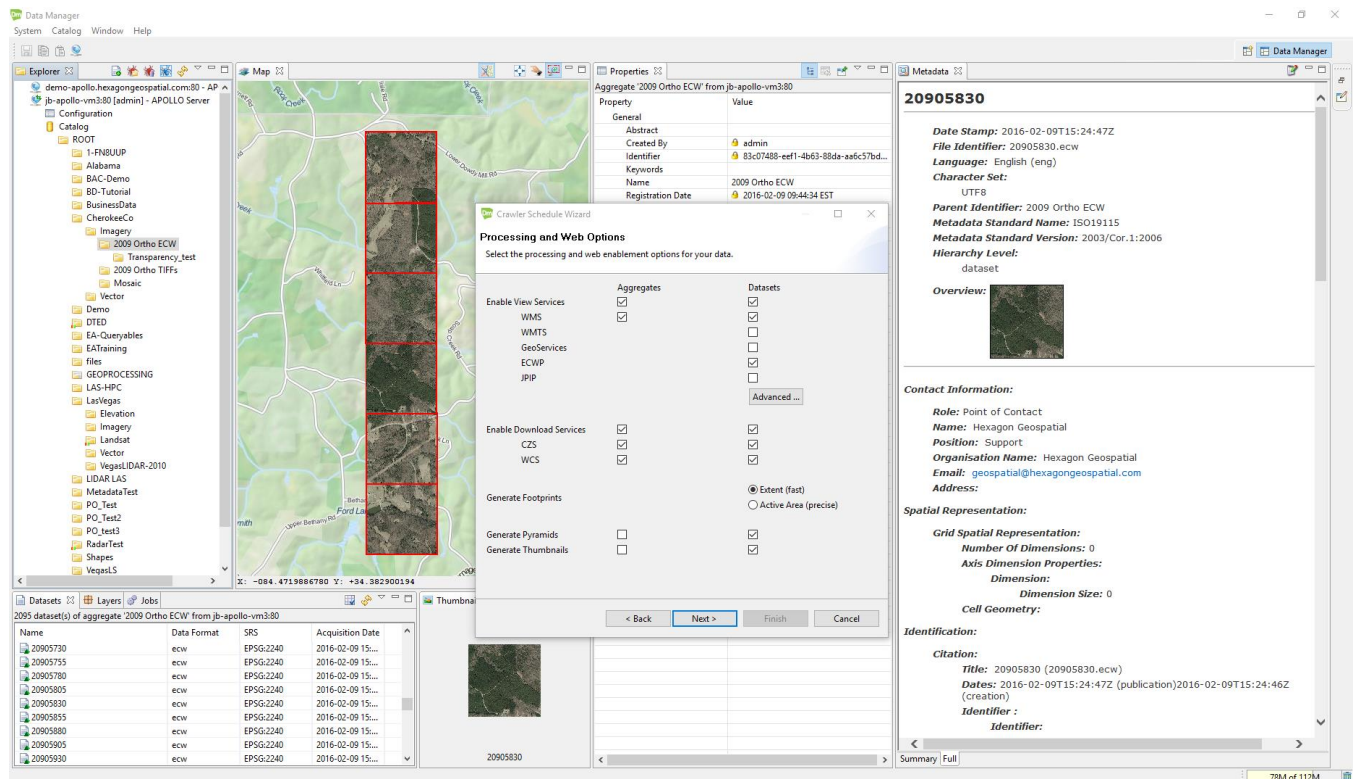 Data Manager
System Catalog Window Help
Data Manager
Explorer
demo-apollo.hexagongeospatial.com:80 - AP
jb-apollo-vm3:80 [admin] - APOLLO Server
Configuration
Catalog
ROOT
1-FN8UUP
Alabama
BAC-Demo
BD-Tutorial
BusinessData
CherokeeCo
Imagery
2009 Ortho ECW
Transparency_test
2009 Ortho TIFFs
Mosaic
Vector
Demo
DTED
EA-Queryables
EATraining
files
GEOPROCESSING
LAS-HPC
LasVegas
Elevation
Imagery
Landsat
Vector
VegasLIDAR-2010
LIDAR LAS
MetadataTest
PO_Test
PO_Test2
PO_test3
RadarTest
Shapes
VegasLS
Map
Lower Dowdy Mill Rd
Upper Bethany Rd
X: -084.4719886780 Y: +34.382900194
Properties
Aggregate '2009 Ortho ECW' from jb-apollo-vm3:80
Property Value
General
Abstract
Created By admin
Identifier 83c07488-eef1-4b63-88da-aa6c57bd...
Keywords
Name 2009 Ortho ECW
Registration Date 2016-02-09 09:44:34 EST
Crawler Schedule Wizard
Processing and Web Options
Select the processing and web enablement options for your data.
Aggregates Datasets
Enable View Services
WMS
WMTS
GeoServices
ECWP
JPIP
Advanced ...
Enable Download Services
CZS
WCS
Generate Footprints
Extent (fast)
Active Area (precise)
Generate Pyramids
Generate Thumbnails
< Back Next > Finish Cancel
Metadata
20905830
Date Stamp: 2016-02-09T15:24:47Z
File Identifier: 20905830.ecw
Language: English (eng)
Character Set:
UTF8
Parent Identifier: 2009 Ortho ECW
Metadata Standard Name: ISO19115
Metadata Standard Version: 2003/Cor.1:2006
Hierarchy Level:
dataset
Overview:
Contact Information:
Role: Point of Contact
Name: Hexagon Geospatial
Position: Support
Organisation Name: Hexagon Geospatial
Email: geospatial@hexagongeospatial.com
Address:
Spatial Representation:
Grid Spatial Representation:
Number Of Dimensions: 0
Axis Dimension Properties:
Dimension:
Dimension Size: 0
Cell Geometry:
Identification:
Citation:
Title: 20905830 (20905830.ecw)
Dates: 2016-02-09T15:24:47Z (publication)2016-02-09T15:24:46Z
(creation)
Identifier :
Identifier:
Summary Full
Datasets Layers Jobs
2095 dataset(s) of aggregate '2009 Ortho ECW' from jb-apollo-vm3:80
Name Data Format SRS Acquisition Date
20905730 ecw EPSG:2240 2016-02-09 15:...
20905755 ecw EPSG:2240 2016-02-09 15:...
20905780 ecw EPSG:2240 2016-02-09 15:...
20905805 ecw EPSG:2240 2016-02-09 15:...
20905830 ecw EPSG:2240 2016-02-09 15:...
20905855 ecw EPSG:2240 2016-02-09 15:...
20905880 ecw EPSG:2240 2016-02-09 15:...
20905905 ecw EPSG:2240 2016-02-09 15:...
20905930 ecw EPSG:2240 2016-02-09 15:...
Thumbnai
20905830
78M of 112M